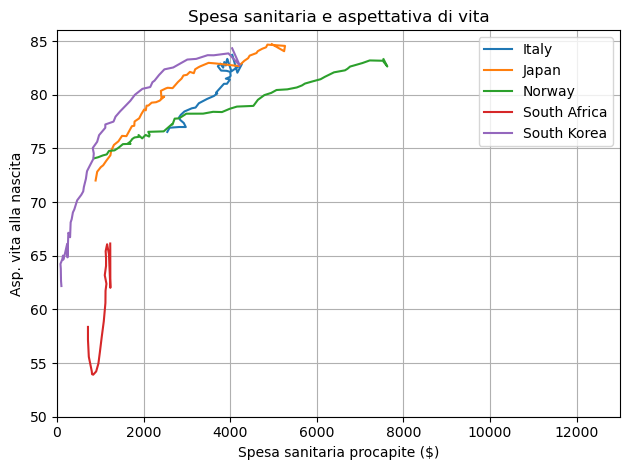 Spesa sanitaria e aspettativa di vita
Asp. vita alla nascita
85
80
75
70
65
60
55
50
Italy
Japan
Norway
South Africa
South Korea
0 2000 4000 6000 8000 10000 12000
Spesa sanitaria procapite ($)